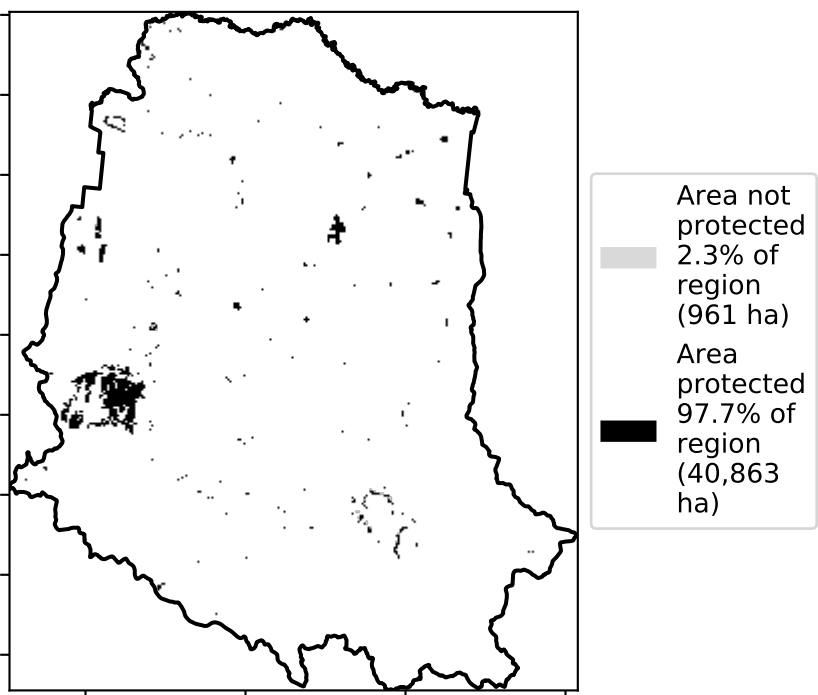 Area not
protected
2.3% of
region
(961 ha)
Area
protected
97.7% of
region
(40,863
ha)